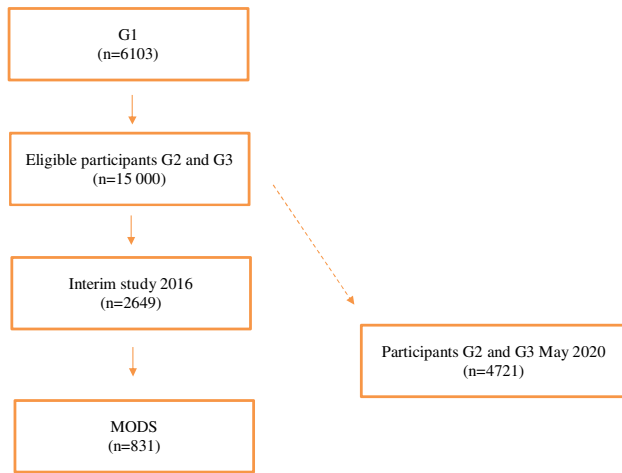 G1
(n=6103)
Eligible participants G2 and G3
(n=15 000)
Interim study 2016
(n=2649)
Participants G2 and G3 May 2020
(n=4721)
MODS
(n=831)